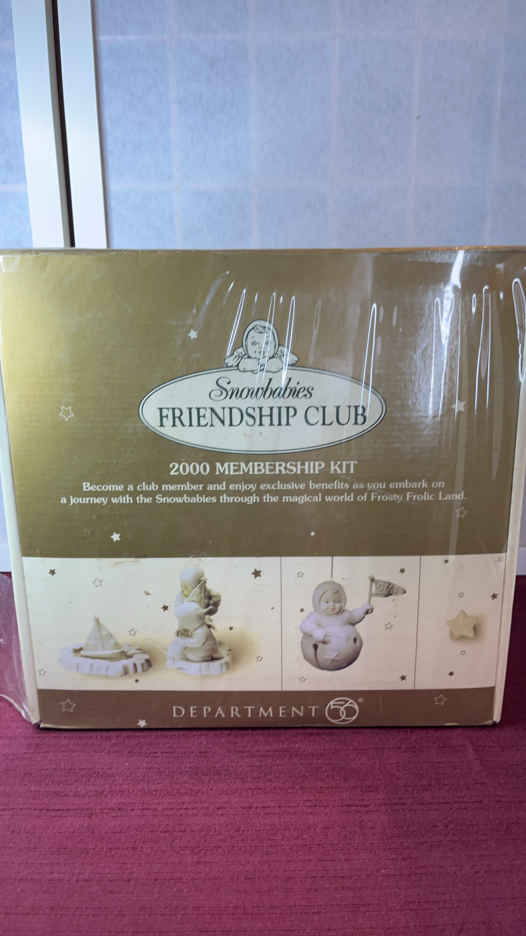 Snowbabies
FRIENDSHIP CLUB
2000 MEMBERSHIP KIT
Become a club member and enjoy exclusive benefits as you embark on
a journey with the Snowbabies through the magical world of Frosty Frolic Land.
DEPARTMENT 56®